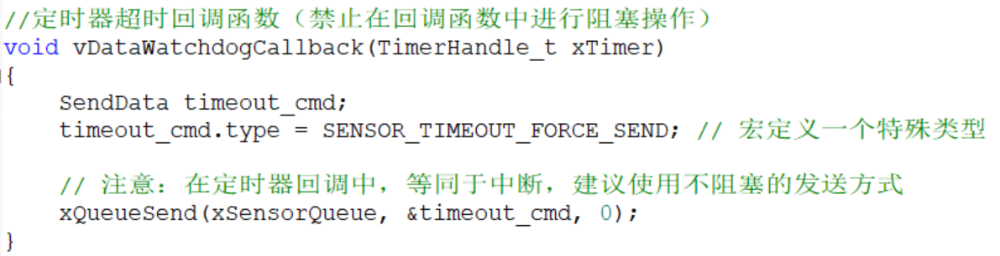 //定时器超时回调函数（禁止在回调函数中进行阻塞操作）
void vDataWatchdogCallback(TimerHandle_t xTimer)
{
    SendData timeout_cmd;
    timeout_cmd.type = SENSOR_TIMEOUT_FORCE_SEND; // 宏定义一个特殊类型
    // 注意：在定时器回调中，等同于中断，建议使用不阻塞的发送方式
    xQueueSend(xSensorQueue, &timeout_cmd, 0);
}